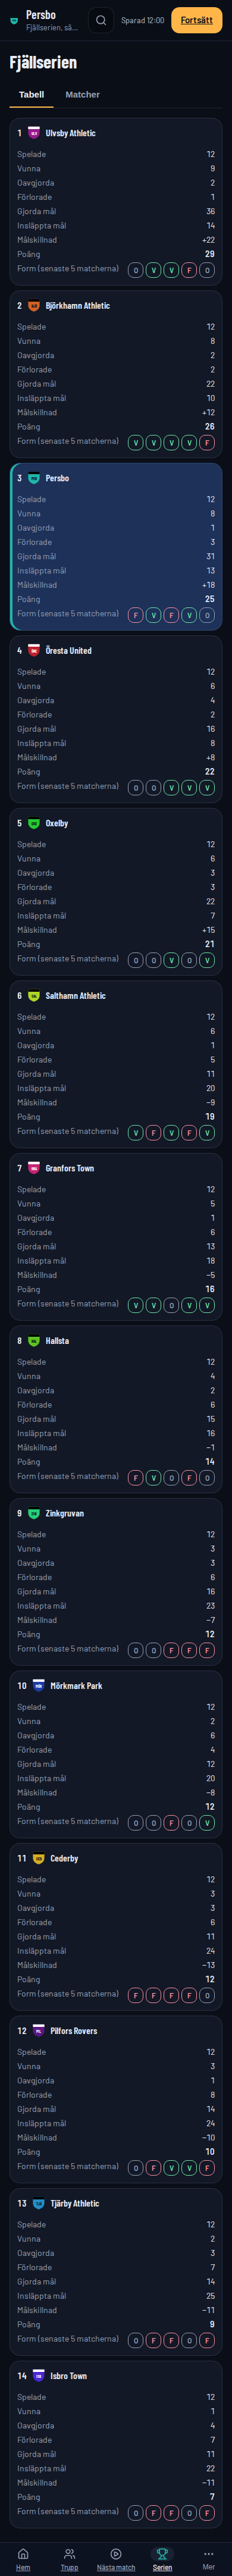 Persbo
Fjällserien, så...
Sparad 12:00
Fortsätt
Fjällserien
Tabell
Matcher
1 Ulvsby Athletic
Spelade 12
Vunna 9
Oavgjorda 2
Förlorade 1
Gjorda mål 36
Insläppta mål 14
Målskillnad +22
Poäng 29
Form (senaste 5 matcherna) O V V F O
2 Björkhamn Athletic
Spelade 12
Vunna 8
Oavgjorda 2
Förlorade 2
Gjorda mål 22
Insläppta mål 10
Målskillnad +12
Poäng 26
Form (senaste 5 matcherna) V V V V F
3 Persbo
Spelade 12
Vunna 8
Oavgjorda 1
Förlorade 3
Gjorda mål 31
Insläppta mål 13
Målskillnad +18
Poäng 25
Form (senaste 5 matcherna) F V F V O
4 Öresta United
Spelade 12
Vunna 6
Oavgjorda 4
Förlorade 2
Gjorda mål 16
Insläppta mål 8
Målskillnad +8
Poäng 22
Form (senaste 5 matcherna) O O V V V
5 Oxelby
Spelade 12
Vunna 6
Oavgjorda 3
Förlorade 3
Gjorda mål 22
Insläppta mål 7
Målskillnad +15
Poäng 21
Form (senaste 5 matcherna) O O V O V
6 Salthamn Athletic
Spelade 12
Vunna 6
Oavgjorda 1
Förlorade 5
Gjorda mål 11
Insläppta mål 20
Målskillnad −9
Poäng 19
Form (senaste 5 matcherna) V F V F V
7 Granfors Town
Spelade 12
Vunna 5
Oavgjorda 1
Förlorade 6
Gjorda mål 13
Insläppta mål 18
Målskillnad −5
Poäng 16
Form (senaste 5 matcherna) V V O V V
8 Hallsta
Spelade 12
Vunna 4
Oavgjorda 2
Förlorade 6
Gjorda mål 15
Insläppta mål 16
Målskillnad −1
Poäng 14
Form (senaste 5 matcherna) F V O F O
9 Zinkgruvan
Spelade 12
Vunna 3
Oavgjorda 3
Förlorade 6
Gjorda mål 16
Insläppta mål 23
Målskillnad −7
Poäng 12
Form (senaste 5 matcherna) O O F F F
10 Mörkmark Park
Spelade 12
Vunna 2
Oavgjorda 6
Förlorade 4
Gjorda mål 12
Insläppta mål 20
Målskillnad −8
Poäng 12
Form (senaste 5 matcherna) O O F O V
11 Cederby
Spelade 12
Vunna 3
Oavgjorda 3
Förlorade 6
Gjorda mål 11
Insläppta mål 24
Målskillnad −13
Poäng 12
Form (senaste 5 matcherna) F F F F O
12 Pilfors Rovers
Spelade 12
Vunna 3
Oavgjorda 1
Förlorade 8
Gjorda mål 14
Insläppta mål 24
Målskillnad −10
Poäng 10
Form (senaste 5 matcherna) O F V V F
13 Tjärby Athletic
Spelade 12
Vunna 2
Oavgjorda 3
Förlorade 7
Gjorda mål 14
Insläppta mål 25
Målskillnad −11
Poäng 9
Form (senaste 5 matcherna) O F F O F
14 Isbro Town
Spelade 12
Vunna 1
Oavgjorda 4
Förlorade 7
Gjorda mål 11
Insläppta mål 22
Målskillnad −11
Poäng 7
Form (senaste 5 matcherna) O F F O F
Hem
Trupp
Nästa match
Serien
Mer